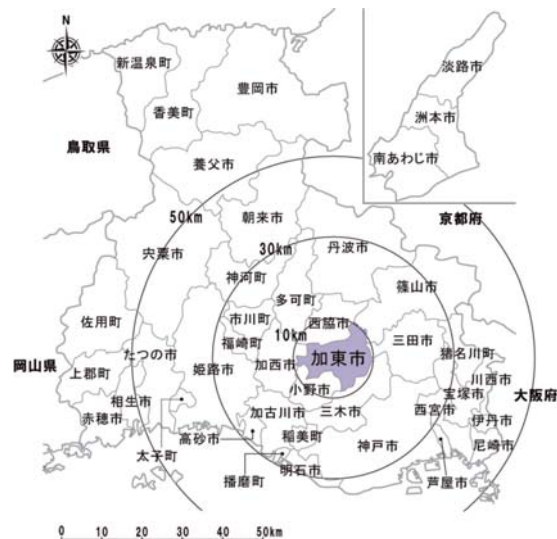 N
新温泉町
香美町
豊岡市
淡路市
洲本市
南あわじ市
鳥取県
養父市
50km
朝来市
京都府
30km
丹波市
宍粟市
神河町
篠山市
多可町
佐用町
市川町
10km
西脇市
三田市
猪名川町
福崎町
加東市
岡山県
たつの市
姫路市
加西市
川西市
上郡町
小野市
宝塚市
大阪府
相生市
加古川市
三木市
西宮市
伊丹市
赤穂市
高砂市
稲美町
神戸市
尼崎市
太子町
播磨町
明石市
芦屋市
0 10 20 30 40 50km